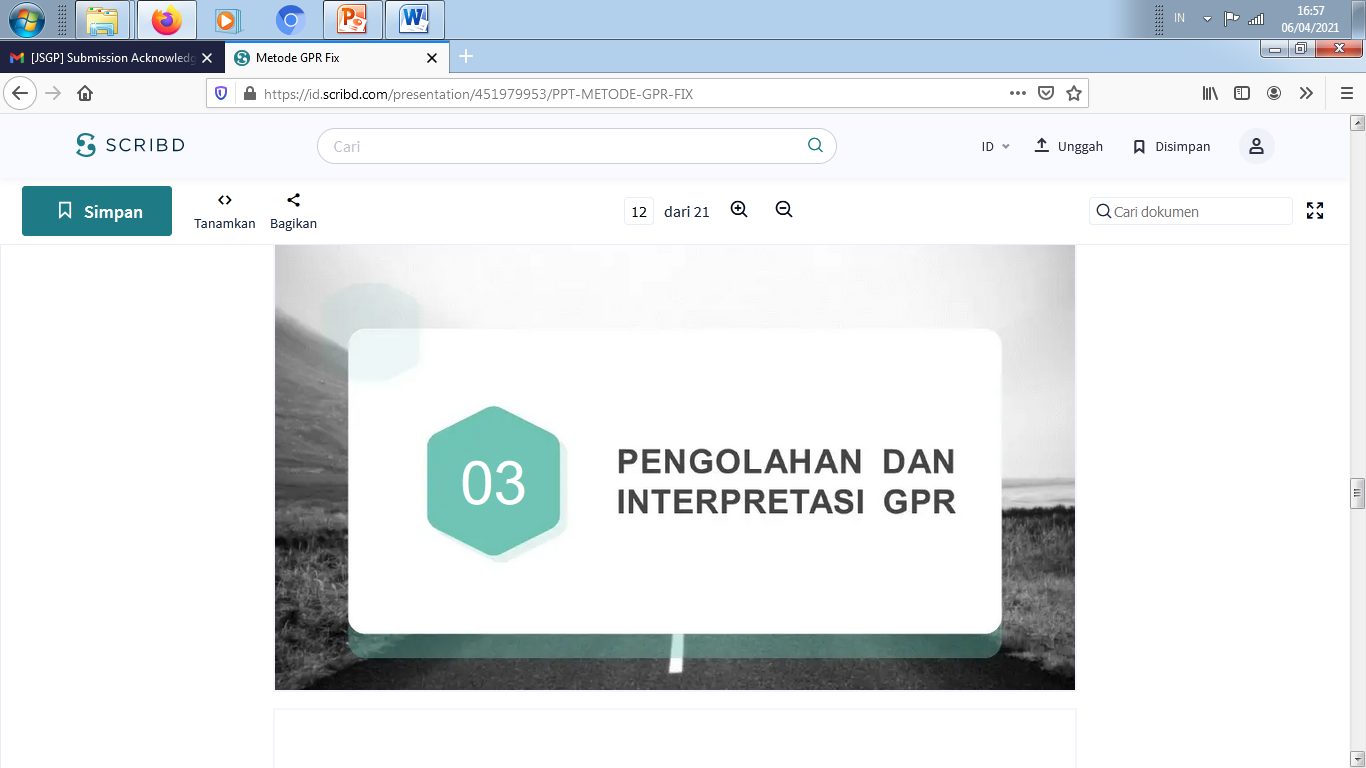 16:57
IN
06/04/2021
[JSGP] Submission Acknowledg
Metode GPR Fix
https://id.scribd.com/presentation/451979953/PPT-METODE-GPR-FIX
SCRIBD
Cari
ID
Unggah
Disimpan
Simpan
Tanamkan
Bagikan
12 dari 21
Cari dokumen
03
PENGOLAHAN DAN
INTERPRETASI GPR